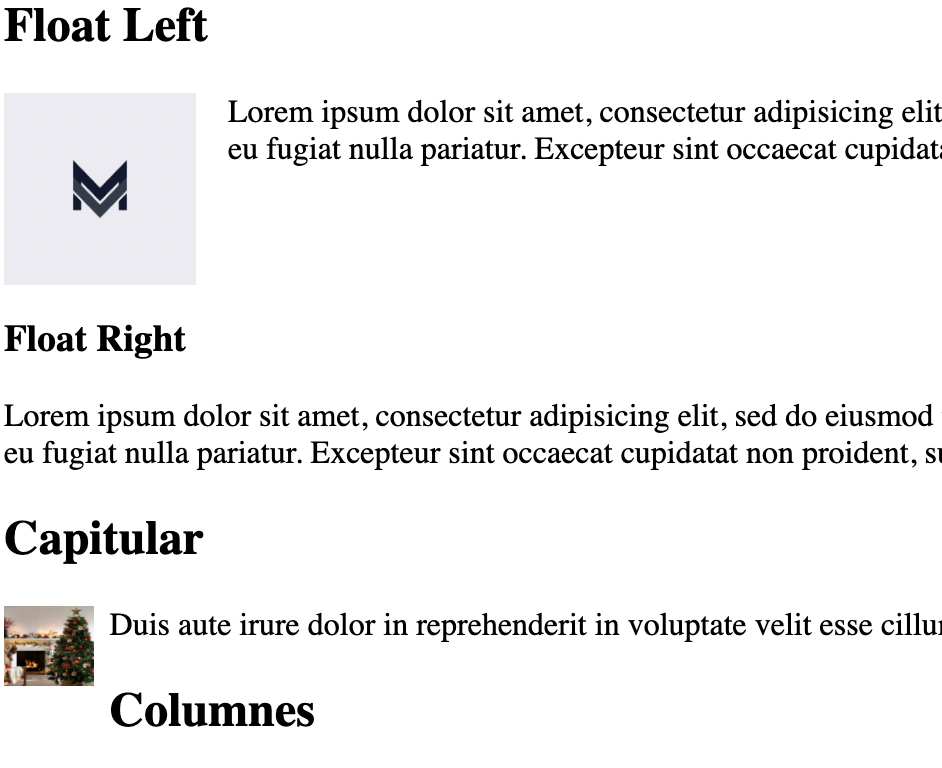 Float Left
Lorem ipsum dolor sit amet, consectetur adipisicing elit
eu fugiat nulla pariatur. Excepteur sint occaecat cupidata
Float Right
Lorem ipsum dolor sit amet, consectetur adipisicing elit, sed do eiusmod
eu fugiat nulla pariatur. Excepteur sint occaecat cupidatat non proident, su
Capitular
Duis aute irure dolor in reprehenderit in voluptate velit esse cillu
Columnes